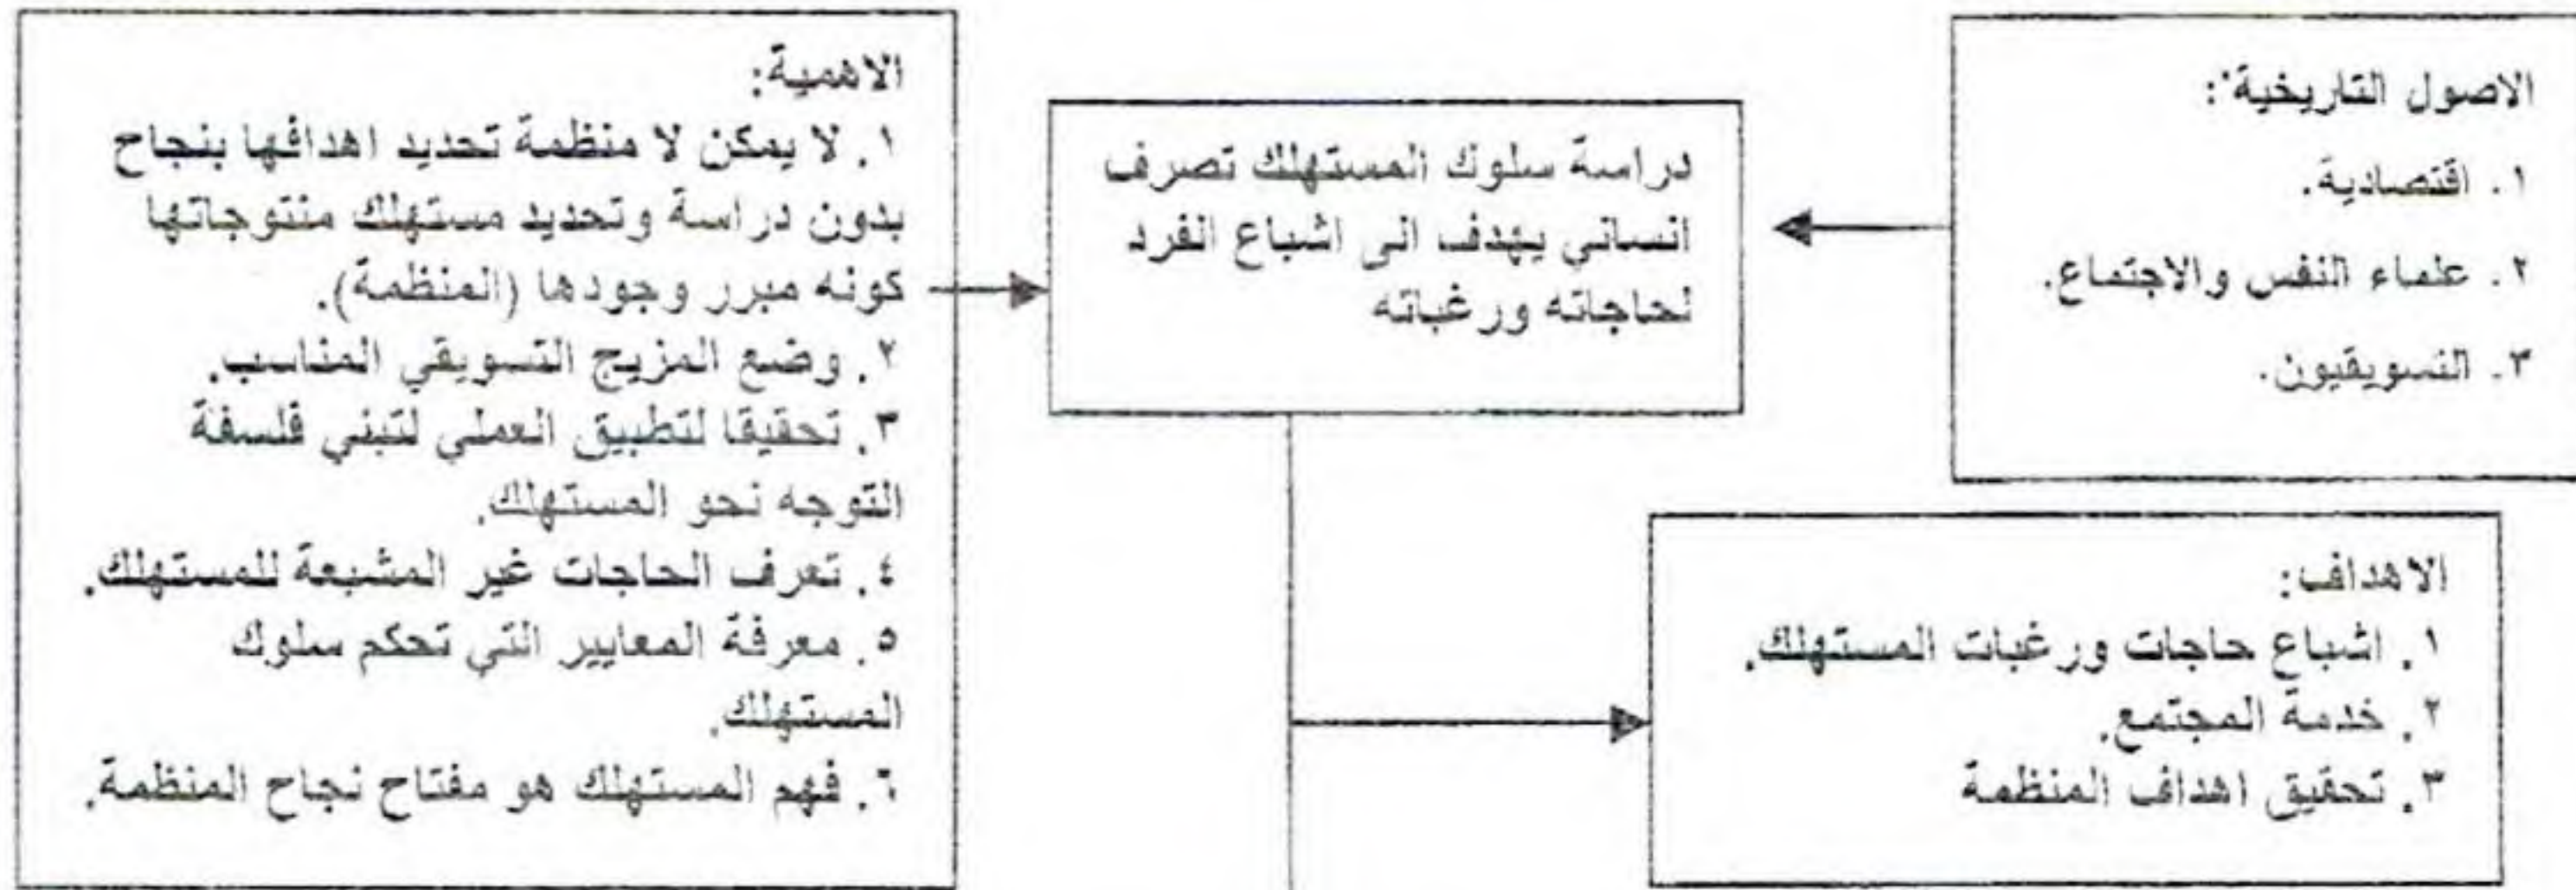 الاصول التاريخية:
١. اقتصادية.
٢. علماء النفس والاجتماع.
٣. التسويقيون.
دراسة سلوك المستهلك تصرف
انساني يهدف الى اشباع الفرد
لحاجاته ورغباته
الاهمية:
١. لا يمكن لا منظمة تحديد اهدافها بنجاح
بدون دراسة وتحديد مستهلك منتوجاتها
كونه مبرر وجودها (المنظمة).
٢. وضع المزيج التسويقي المناسب.
٣. تحقيقا لتطبيق العملي لتبني فلسفة
التوجه نحو المستهلك.
٤. تعرف الحاجات غير المشبعة للمستهلك.
٥. معرفة المعايير التي تحكم سلوك
المستهلك.
٦. فهم المستهلك هو مفتاح نجاح المنظمة.
الاهداف:
١. اشباع حاجات ورغبات المستهلك.
٢. خدمة المجتمع.
٣. تحقيق اهداف المنظمة